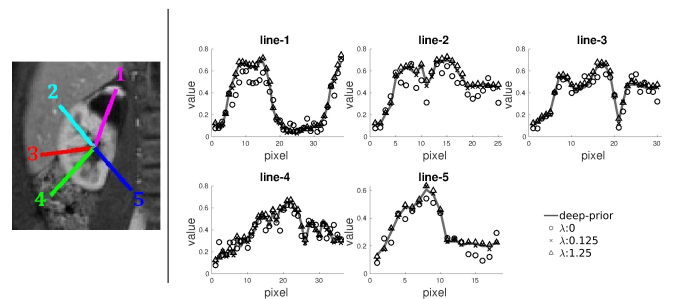 1
2
3
4
5
line-1
0.8
0.6
0.4
0.2
0
value
0 10 20 30
pixel
line-2
0.8
0.6
0.4
0.2
0
value
0 5 10 15 20 25
pixel
line-3
0.8
0.6
0.4
0.2
0
value
0 10 20 30
pixel
line-4
0.8
0.6
0.4
0.2
0
value
0 10 20 30
pixel
line-5
0.6
0.4
0.2
0
value
0 5 10 15
pixel
deep-prior
λ:0
λ:0.125
λ:1.25